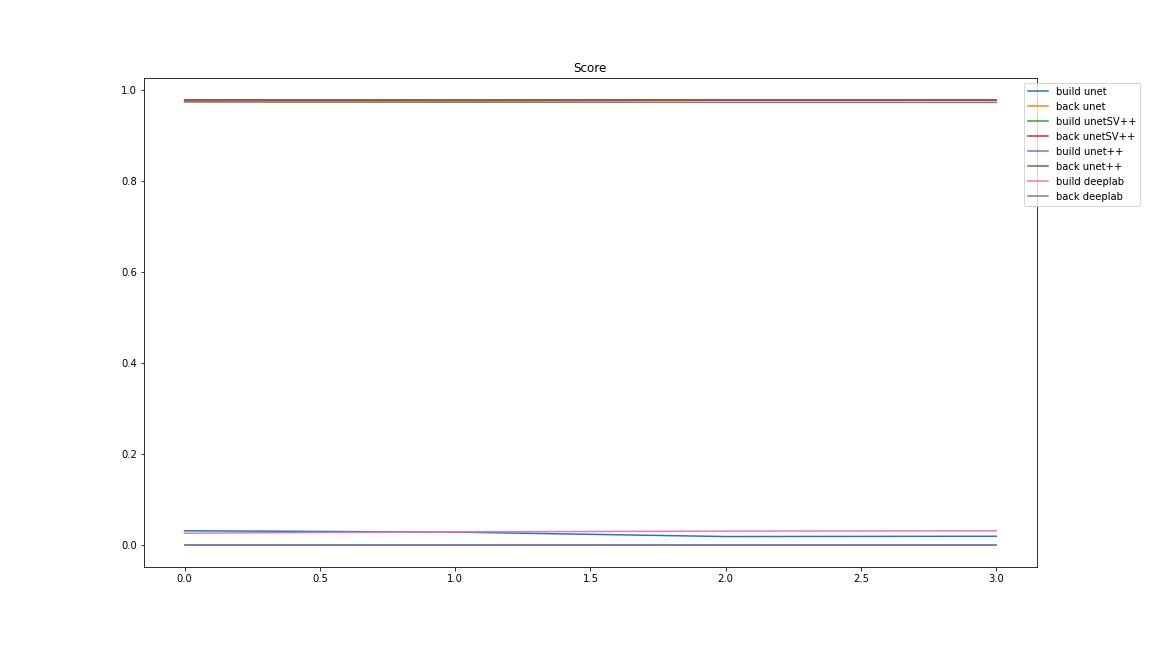 Score
1.0
0.8
0.6
0.4
0.2
0.0
0.0 0.5 1.0 1.5 2.0 2.5 3.0
build unet
back unet
build unetSV++
back unetSV++
build unet++
back unet++
build deeplab
back deeplab